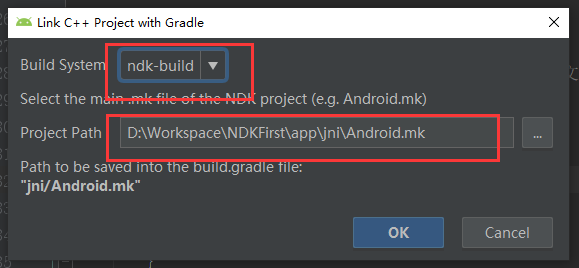 Link C++ Project with Gradle
Build System ndk-build
Select the main .mk file of the NDK project (e.g. Android.mk)
Project Path D:\Workspace\NDKFirst\app\jni\Android.mk ...
Path to be saved into the build.gradle file:
"jni/Android.mk"
OK Cancel